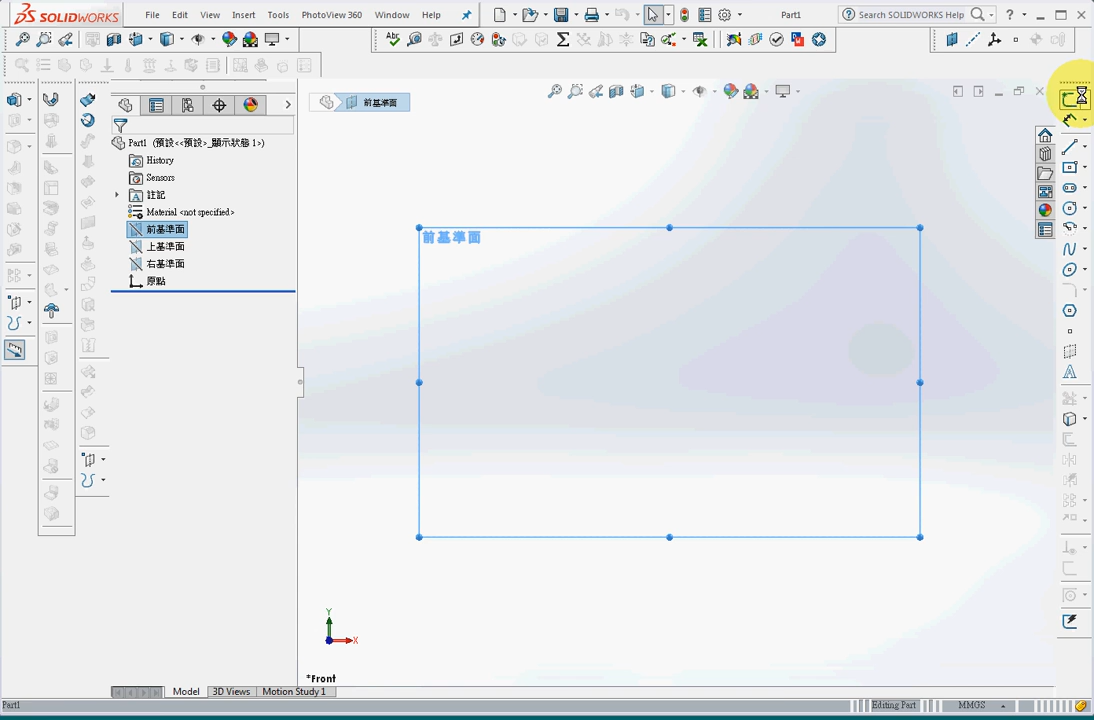 SOLIDWORKS
File Edit View Insert Tools PhotoView 360 Window Help
Part1
Search SOLIDWORKS Help
前基準面
Part1 (預設<<預設>_顯示狀態 1>)
History
Sensors
註記
Material <not specified>
前基準面
上基準面
右基準面
原點
前基準面
Y
X
*Front
Model 3D Views Motion Study 1
Part1
Editing Part
MMGS